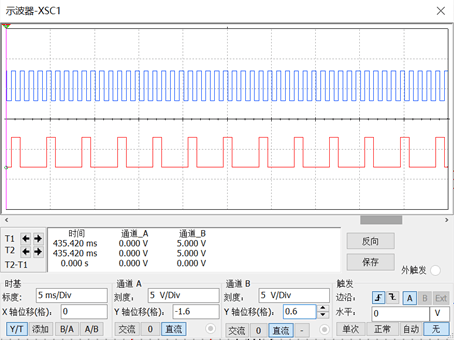 示波器-XSC1
T1
T2
T2-T1
时间 通道_A 通道_B
435.420 ms 0.000 V 5.000 V
435.420 ms 0.000 V 5.000 V
0.000 s 0.000 V 0.000 V
反向
保存
外触发
时基
标度: 5 ms/Div
X 轴位移(格): 0
Y/T 添加 B/A A/B
通道 A
刻度: 5 V/Div
Y 轴位移(格): -1.6
交流 0 直流
通道 B
刻度: 5 V/Div
Y 轴位移(格): 0.6
交流 0 直流 -
触发
边沿: A B Ext
水平: 0 V
单次 正常 自动 无